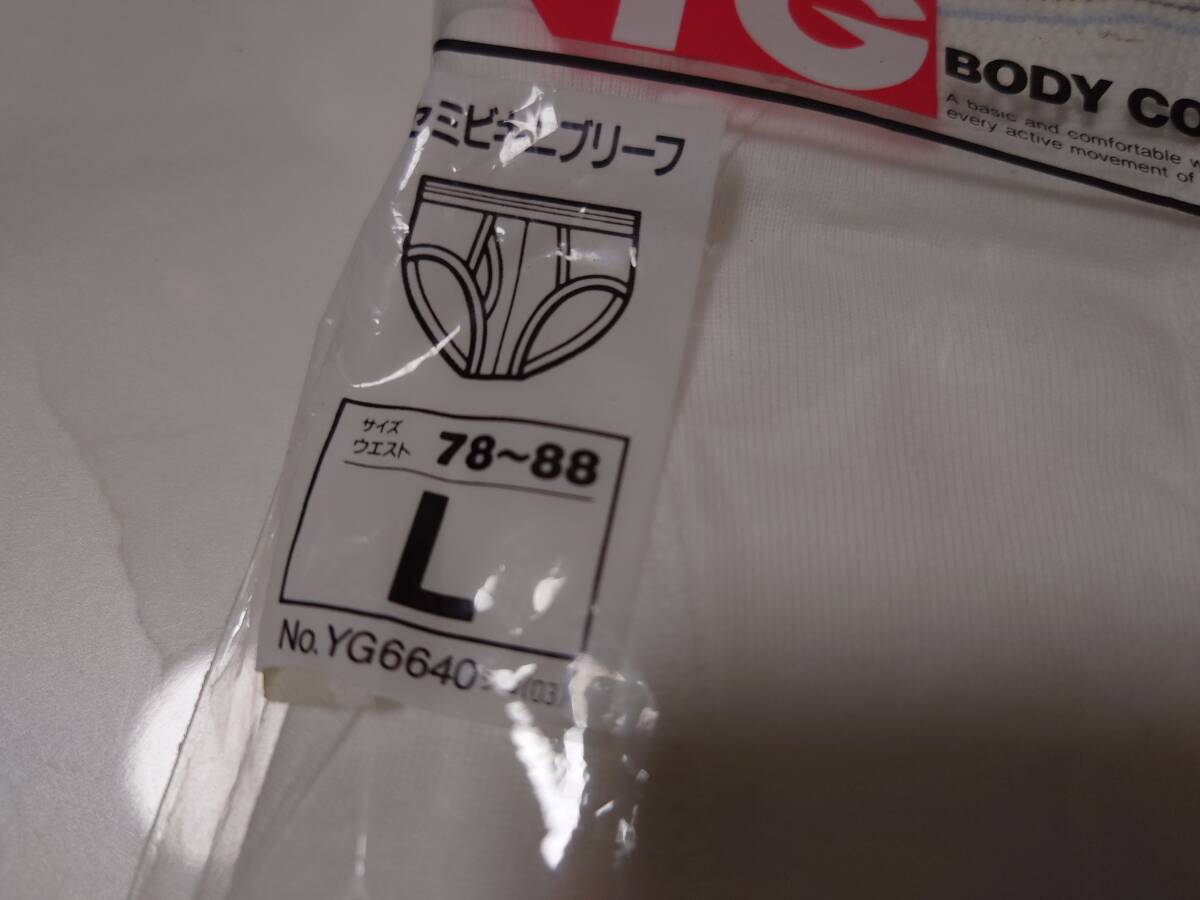 YG
BODY CO
A basic and comfortable w
every active movement of
セミビキニブリーフ
サイズ
ウエスト 78~88
L
No. YG6640
(03)